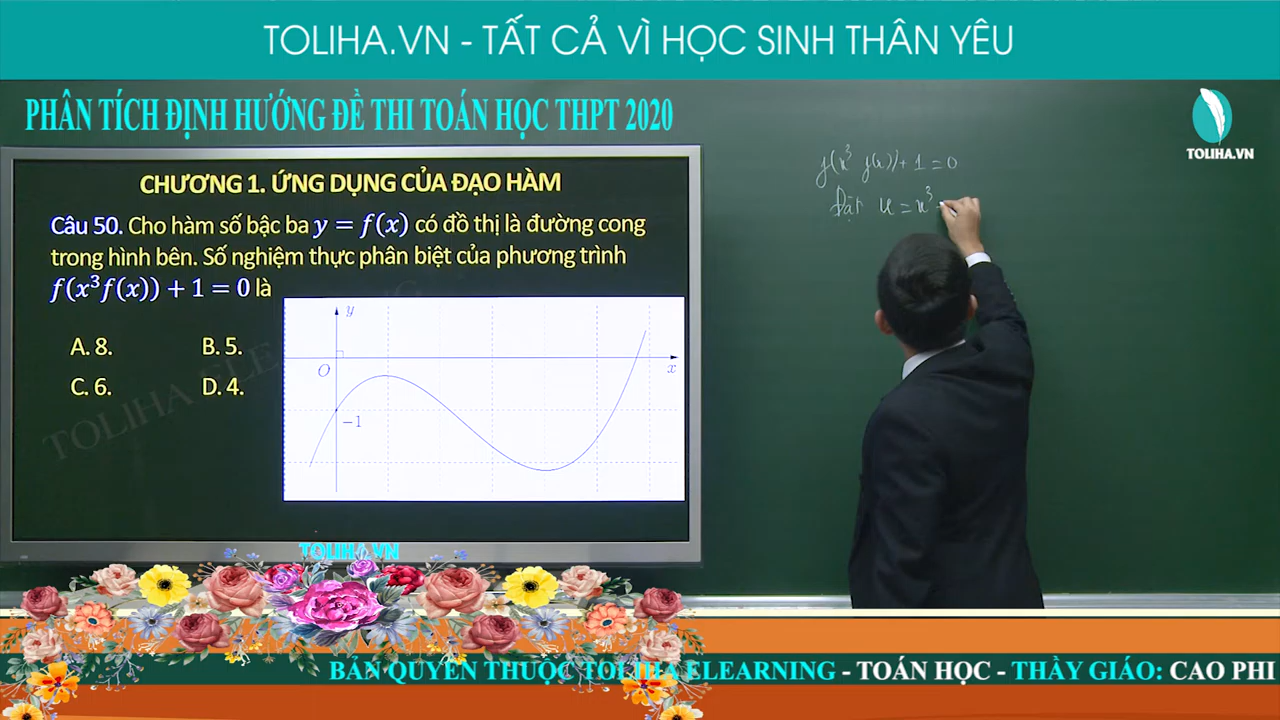 TOLIHA.VN - TẤT CẢ VÌ HỌC SINH THÂN YÊU
PHÂN TÍCH ĐỊNH HƯỚNG ĐỀ THI TOÁN HỌC THPT 2020
TOLIHA.VN
CHƯƠNG 1. ỨNG DỤNG CỦA ĐẠO HÀM
Câu 50. Cho hàm số bậc ba y = f(x) có đồ thị là đường cong
trong hình bên. Số nghiệm thực phân biệt của phương trình
f(x³f(x)) + 1 = 0 là
A. 8. B. 5.
C. 6. D. 4.
y
O
x
−1
TOLIHA ELE
f(x³ f(x)) + 1 = 0
Đặt u = x³
TOLIHA.VN
BẢN QUYỀN THUỘC TOLIHA ELEARNING - TOÁN HỌC - THẦY GIÁO: CAO PHI